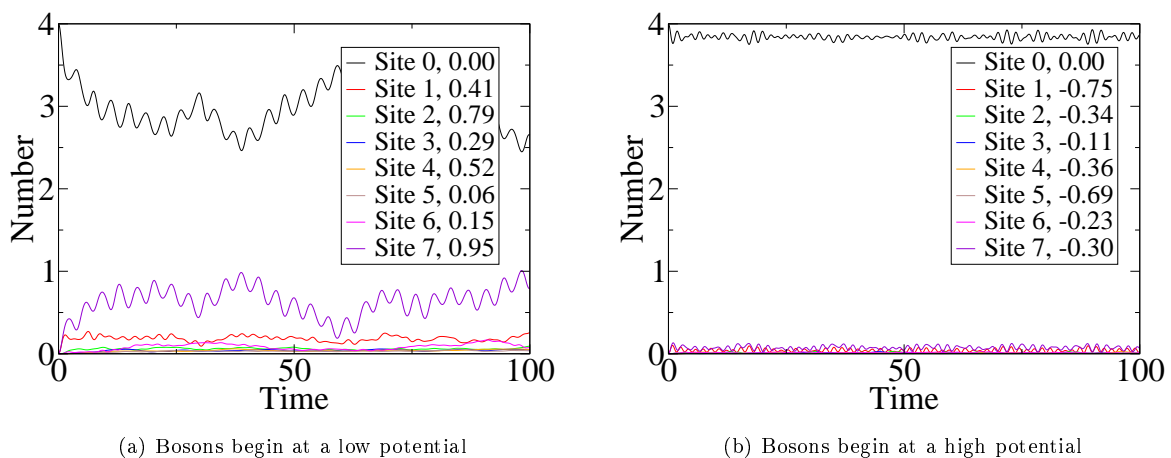 4
3
2
1
0
Number
0
50
100
Time
Site 0, 0.00
Site 1, 0.41
Site 2, 0.79
Site 3, 0.29
Site 4, 0.52
Site 5, 0.06
Site 6, 0.15
Site 7, 0.95
(a) Bosons begin at a low potential
4
3
2
1
0
Number
0
50
100
Time
Site 0, 0.00
Site 1, -0.75
Site 2, -0.34
Site 3, -0.11
Site 4, -0.36
Site 5, -0.69
Site 6, -0.23
Site 7, -0.30
(b) Bosons begin at a high potential